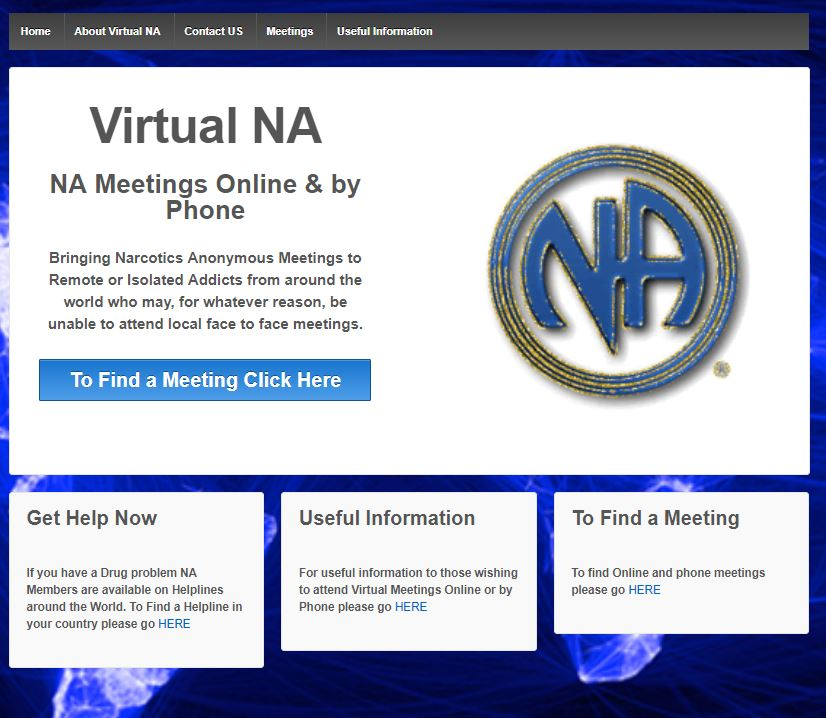 Home
About Virtual NA
Contact US
Meetings
Useful Information
Virtual NA
NA Meetings Online & by
Phone
Bringing Narcotics Anonymous Meetings to
Remote or Isolated Addicts from around the
world who may, for whatever reason, be
unable to attend local face to face meetings.
To Find a Meeting Click Here
NA
Get Help Now
If you have a Drug problem NA
Members are available on Helplines
around the World. To Find a Helpline in
your country please go HERE
Useful Information
For useful information to those wishing
to attend Virtual Meetings Online or by
Phone please go HERE
To Find a Meeting
To find Online and phone meetings
please go HERE